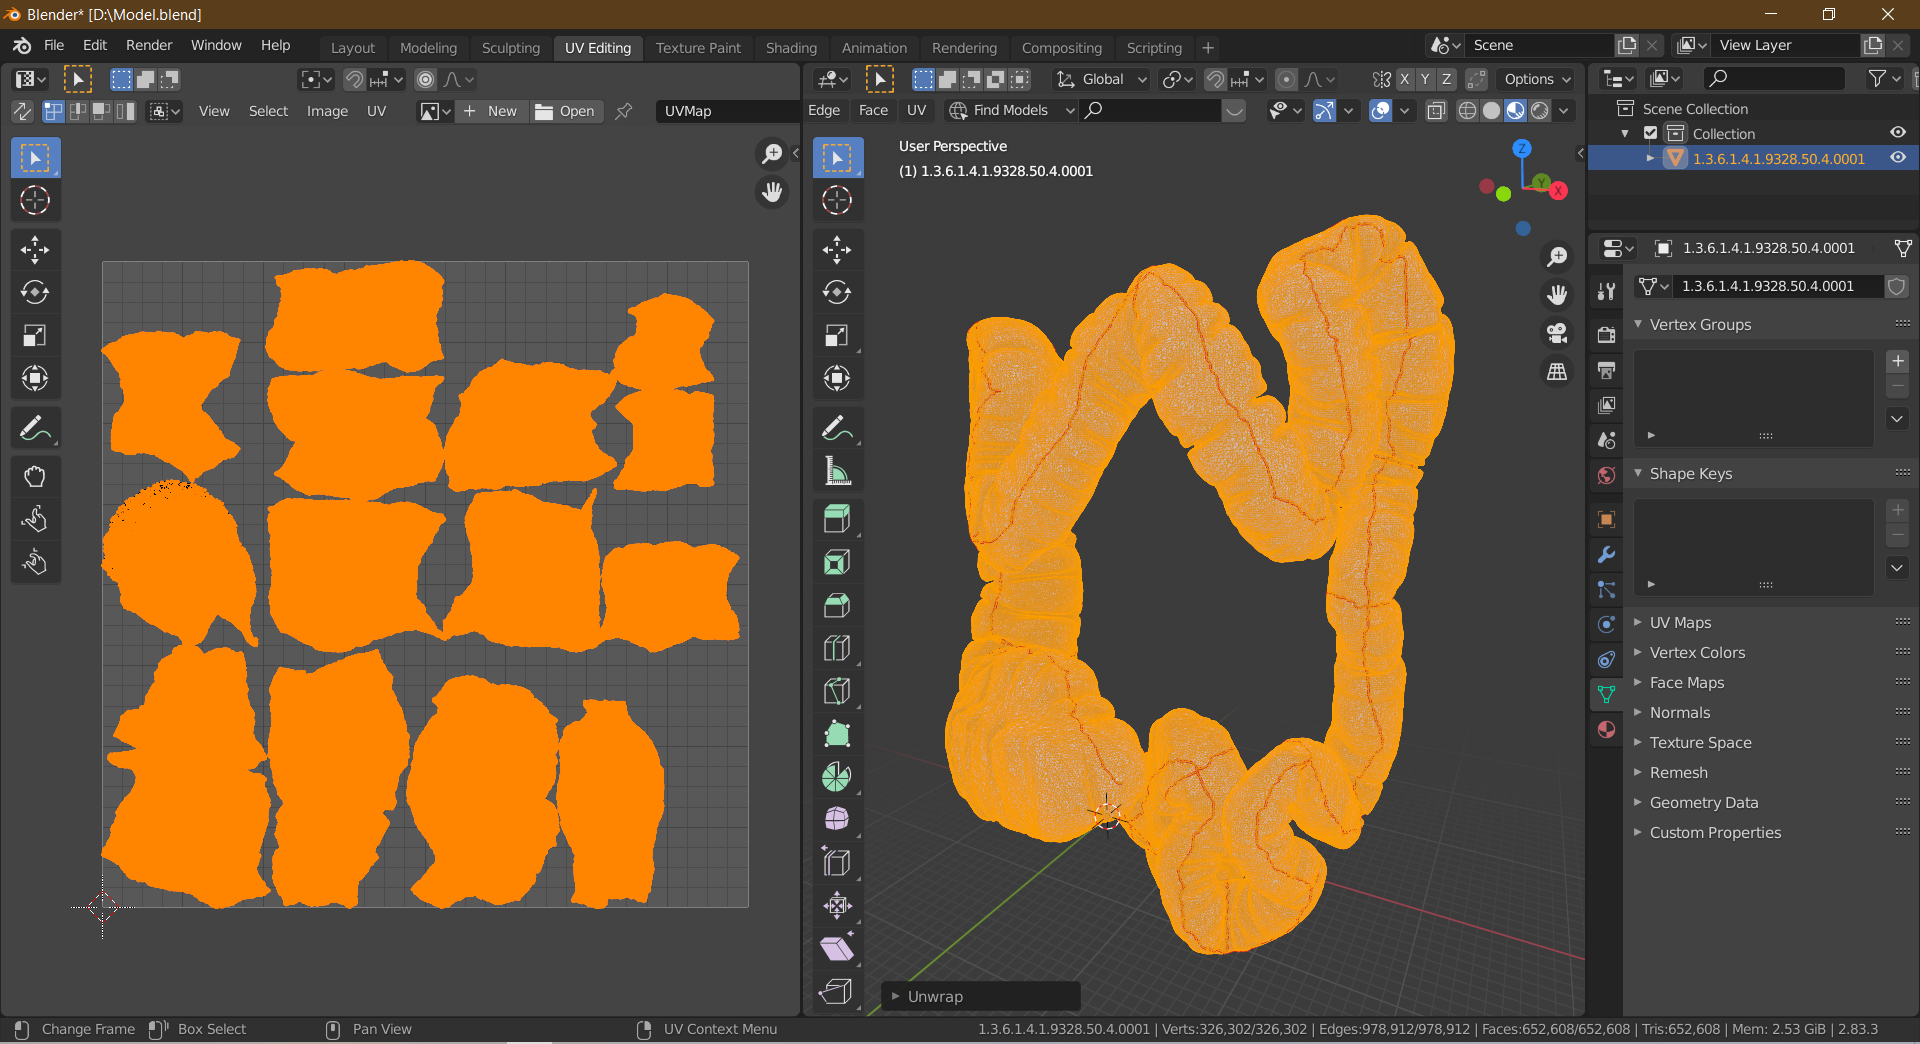 Blender* [D:\Model.blend]
File Edit Render Window Help
Layout Modeling Sculpting UV Editing Texture Paint Shading Animation Rendering Compositing Scripting +
Scene
View Layer
Global
X Y Z
Options
View Select Image UV
+ New
Open
UVMap
Edge Face UV
Find Models
User Perspective
(1) 1.3.6.1.4.1.9328.50.4.0001
Z
Y
X
Scene Collection
Collection
1.3.6.1.4.1.9328.50.4.0001
1.3.6.1.4.1.9328.50.4.0001
1.3.6.1.4.1.9328.50.4.0001
Vertex Groups
Shape Keys
UV Maps
Vertex Colors
Face Maps
Normals
Texture Space
Remesh
Geometry Data
Custom Properties
Unwrap
Change Frame Box Select Pan View UV Context Menu
1.3.6.1.4.1.9328.50.4.0001 | Verts:326,302/326,302 | Edges:978,912/978,912 | Faces:652,608/652,608 | Tris:652,608 | Mem: 2.53 GiB | 2.83.3